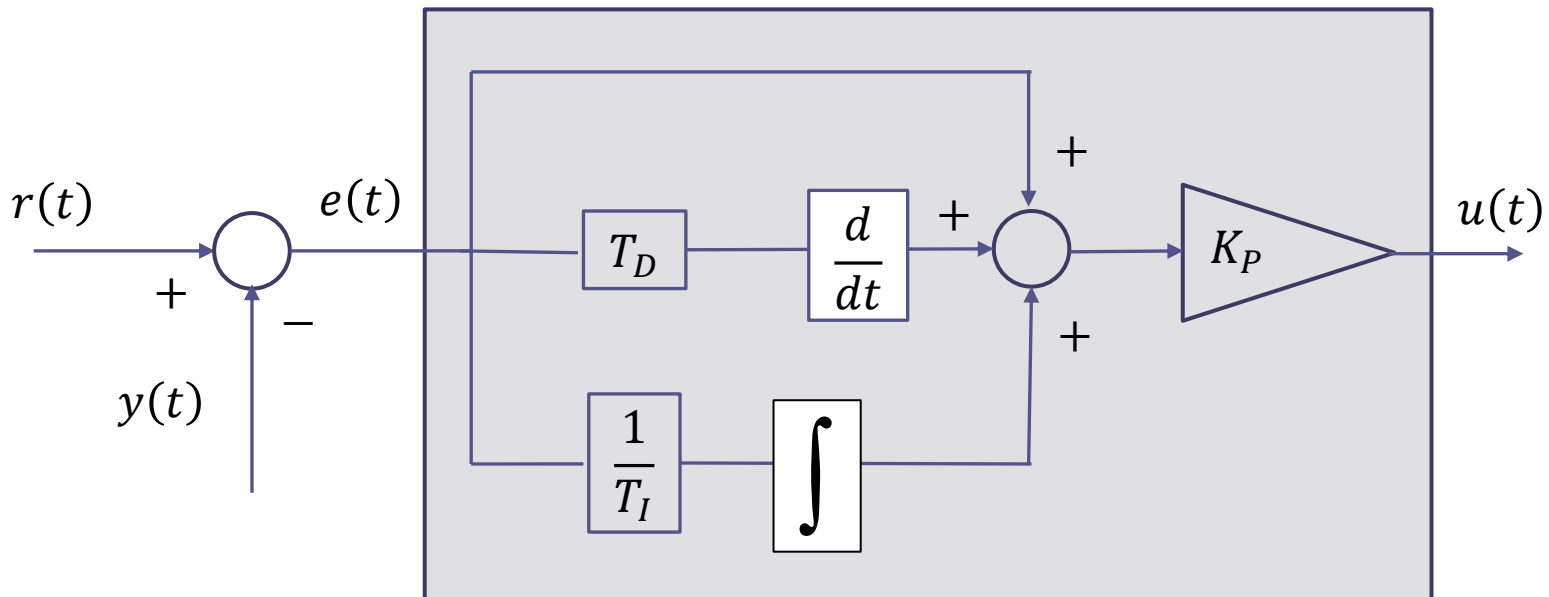 +
r(t)
e(t)
+
d
—
dt
T_D
K_P
u(t)
+
−
+
y(t)
1
—
T_I
∫